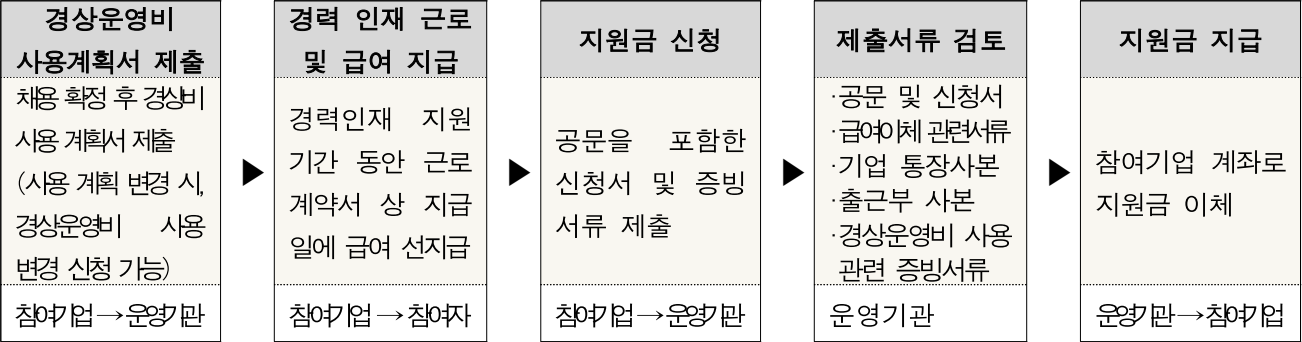 경상운영비
사용계획서 제출
채용 확정 후 경상비
사용 계획서 제출
(사용 계획 변경 시,
경상운영비 사용
변경 신청 가능)
참여기업→운영기관
▶
경력 인재 근로
및 급여 지급
경력인재 지원
기간 동안 근로
계약서 상 지급
일에 급여 선지급
참여기업→참여자
▶
지원금 신청
공문을 포함한
신청서 및 증빙
서류 제출
참여기업→운영기관
▶
제출서류 검토
·공문 및 신청서
·급여이체 관련서류
·기업 통장사본
·출근부 사본
·경상운영비 사용
관련 증빙서류
운영기관
▶
지원금 지급
참여기업 계좌로
지원금 이체
운영기관→참여기업